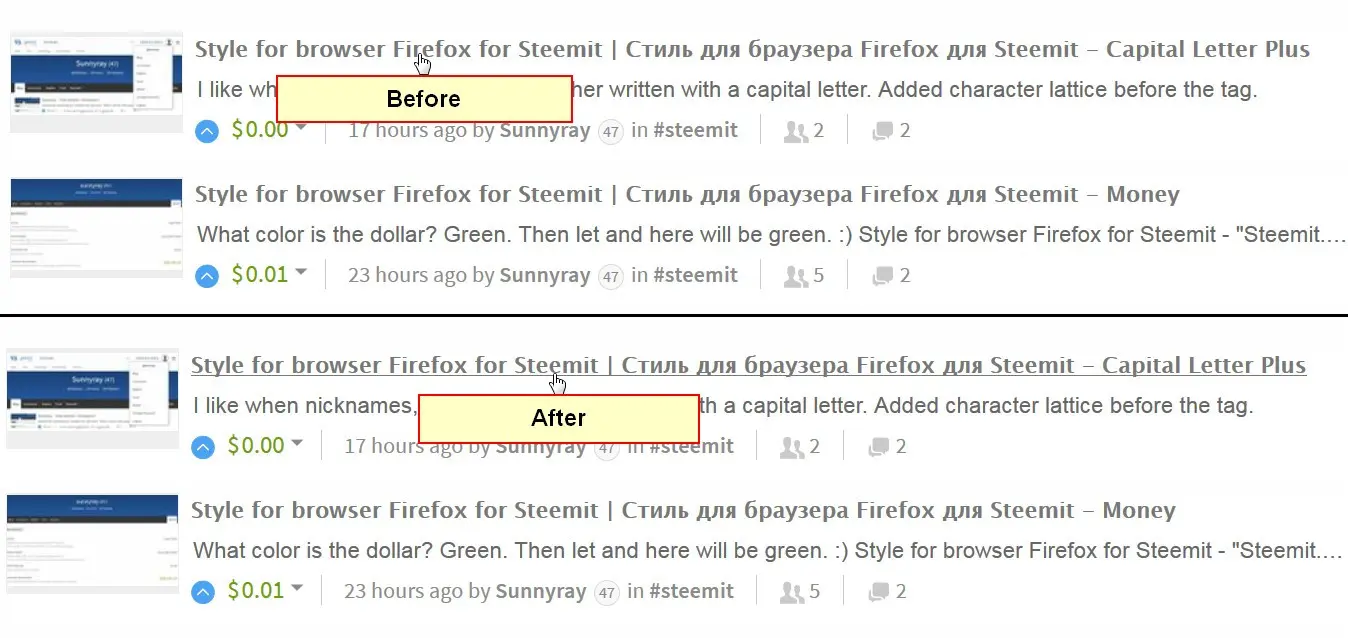 Style for browser Firefox for Steemit | Стиль для браузера Firefox для Steemit – Capital Letter Plus
I like wh
Before
her written with a capital letter. Added character lattice before the tag.
$0.00 17 hours ago by Sunnyray 47 in #steemit 2 2
Style for browser Firefox for Steemit | Стиль для браузера Firefox для Steemit – Money
What color is the dollar? Green. Then let and here will be green. :) Style for browser Firefox for Steemit - "Steemit....
$0.01 23 hours ago by Sunnyray 47 in #steemit 5 2
Style for browser Firefox for Steemit | Стиль для браузера Firefox для Steemit – Capital Letter Plus
I like when nicknames,
After
th a capital letter. Added character lattice before the tag.
$0.00 17 hours ago by Sunnyray 47 in #steemit 2 2
Style for browser Firefox for Steemit | Стиль для браузера Firefox для Steemit – Money
What color is the dollar? Green. Then let and here will be green. :) Style for browser Firefox for Steemit - "Steemit....
$0.01 23 hours ago by Sunnyray 47 in #steemit 5 2